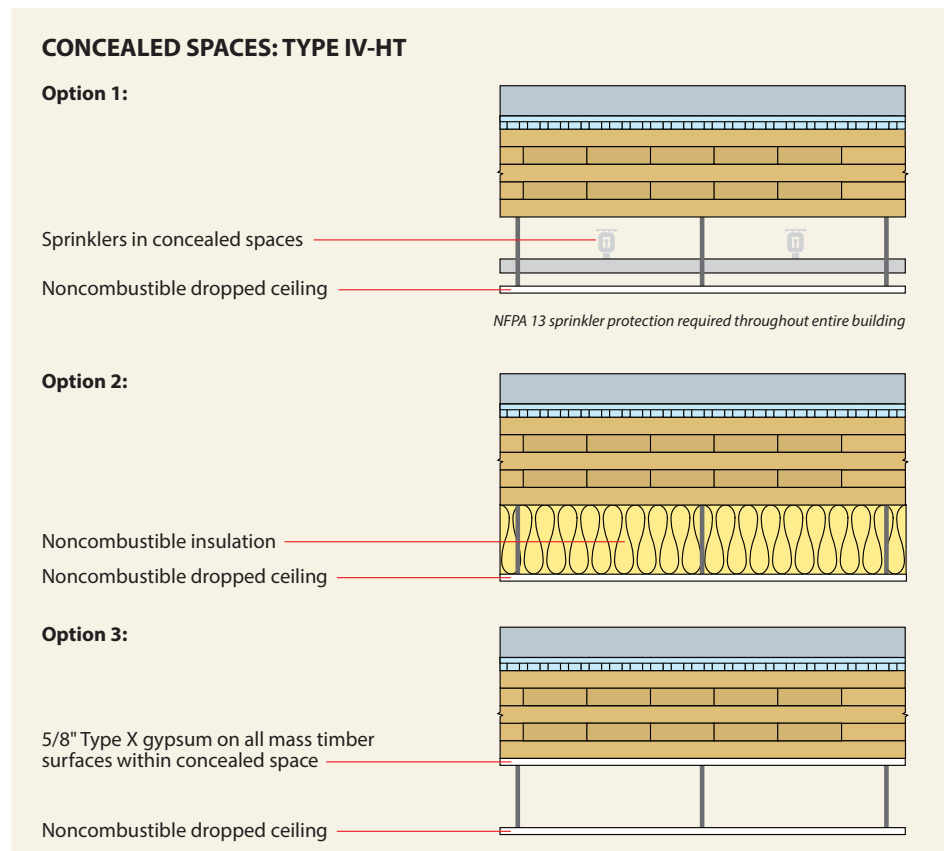 CONCEALED SPACES: TYPE IV-HT
Option 1:
Sprinklers in concealed spaces
Noncombustible dropped ceiling
NFPA 13 sprinkler protection required throughout entire building
Option 2:
Noncombustible insulation
Noncombustible dropped ceiling
Option 3:
5/8" Type X gypsum on all mass timber
surfaces within concealed space
Noncombustible dropped ceiling